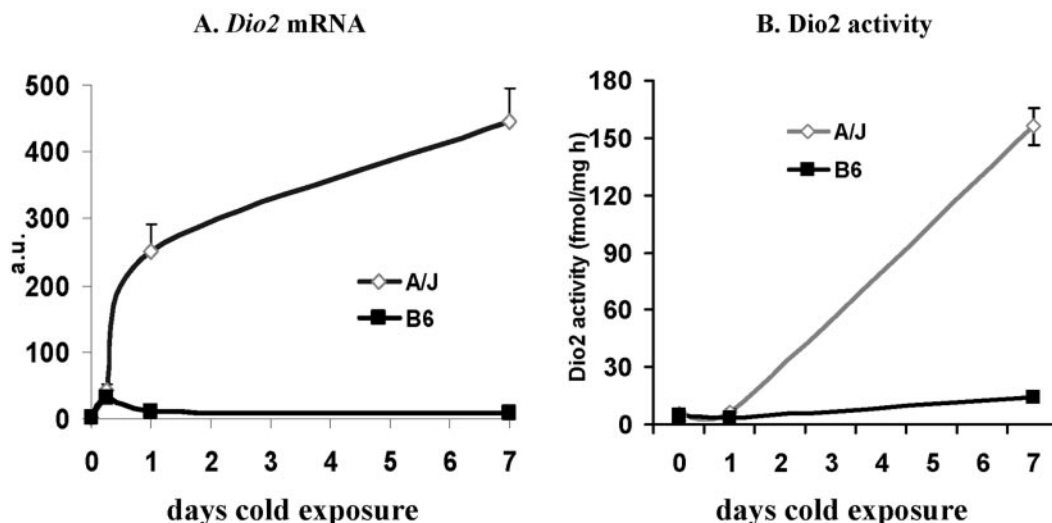 A. Dio2 mRNA
500
400
300
200
100
0
a.u.
A/J
B6
0 1 2 3 4 5 6 7
days cold exposure
B. Dio2 activity
180
150
120
90
60
30
0
Dio2 activity (fmol/mg h)
A/J
B6
0 1 2 3 4 5 6 7
days cold exposure